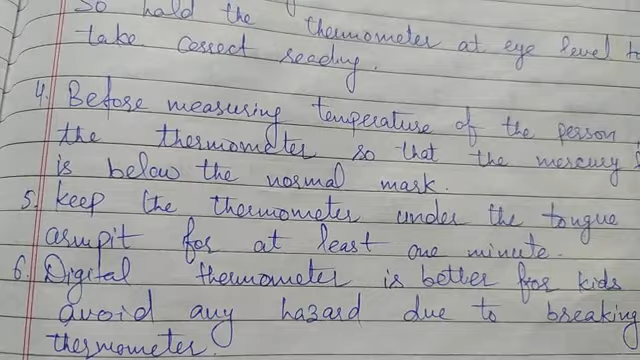 So hold the thermometer at eye level to
take correct reading.
4. Before measuring temperature of the person
the thermometer so that the mercury
is below the normal mark.
5. keep the thermometer under the tongue
armpit for at least one minute.
6. Digital thermometer is better for kids
avoid any hazard due to breaking
thermometer.